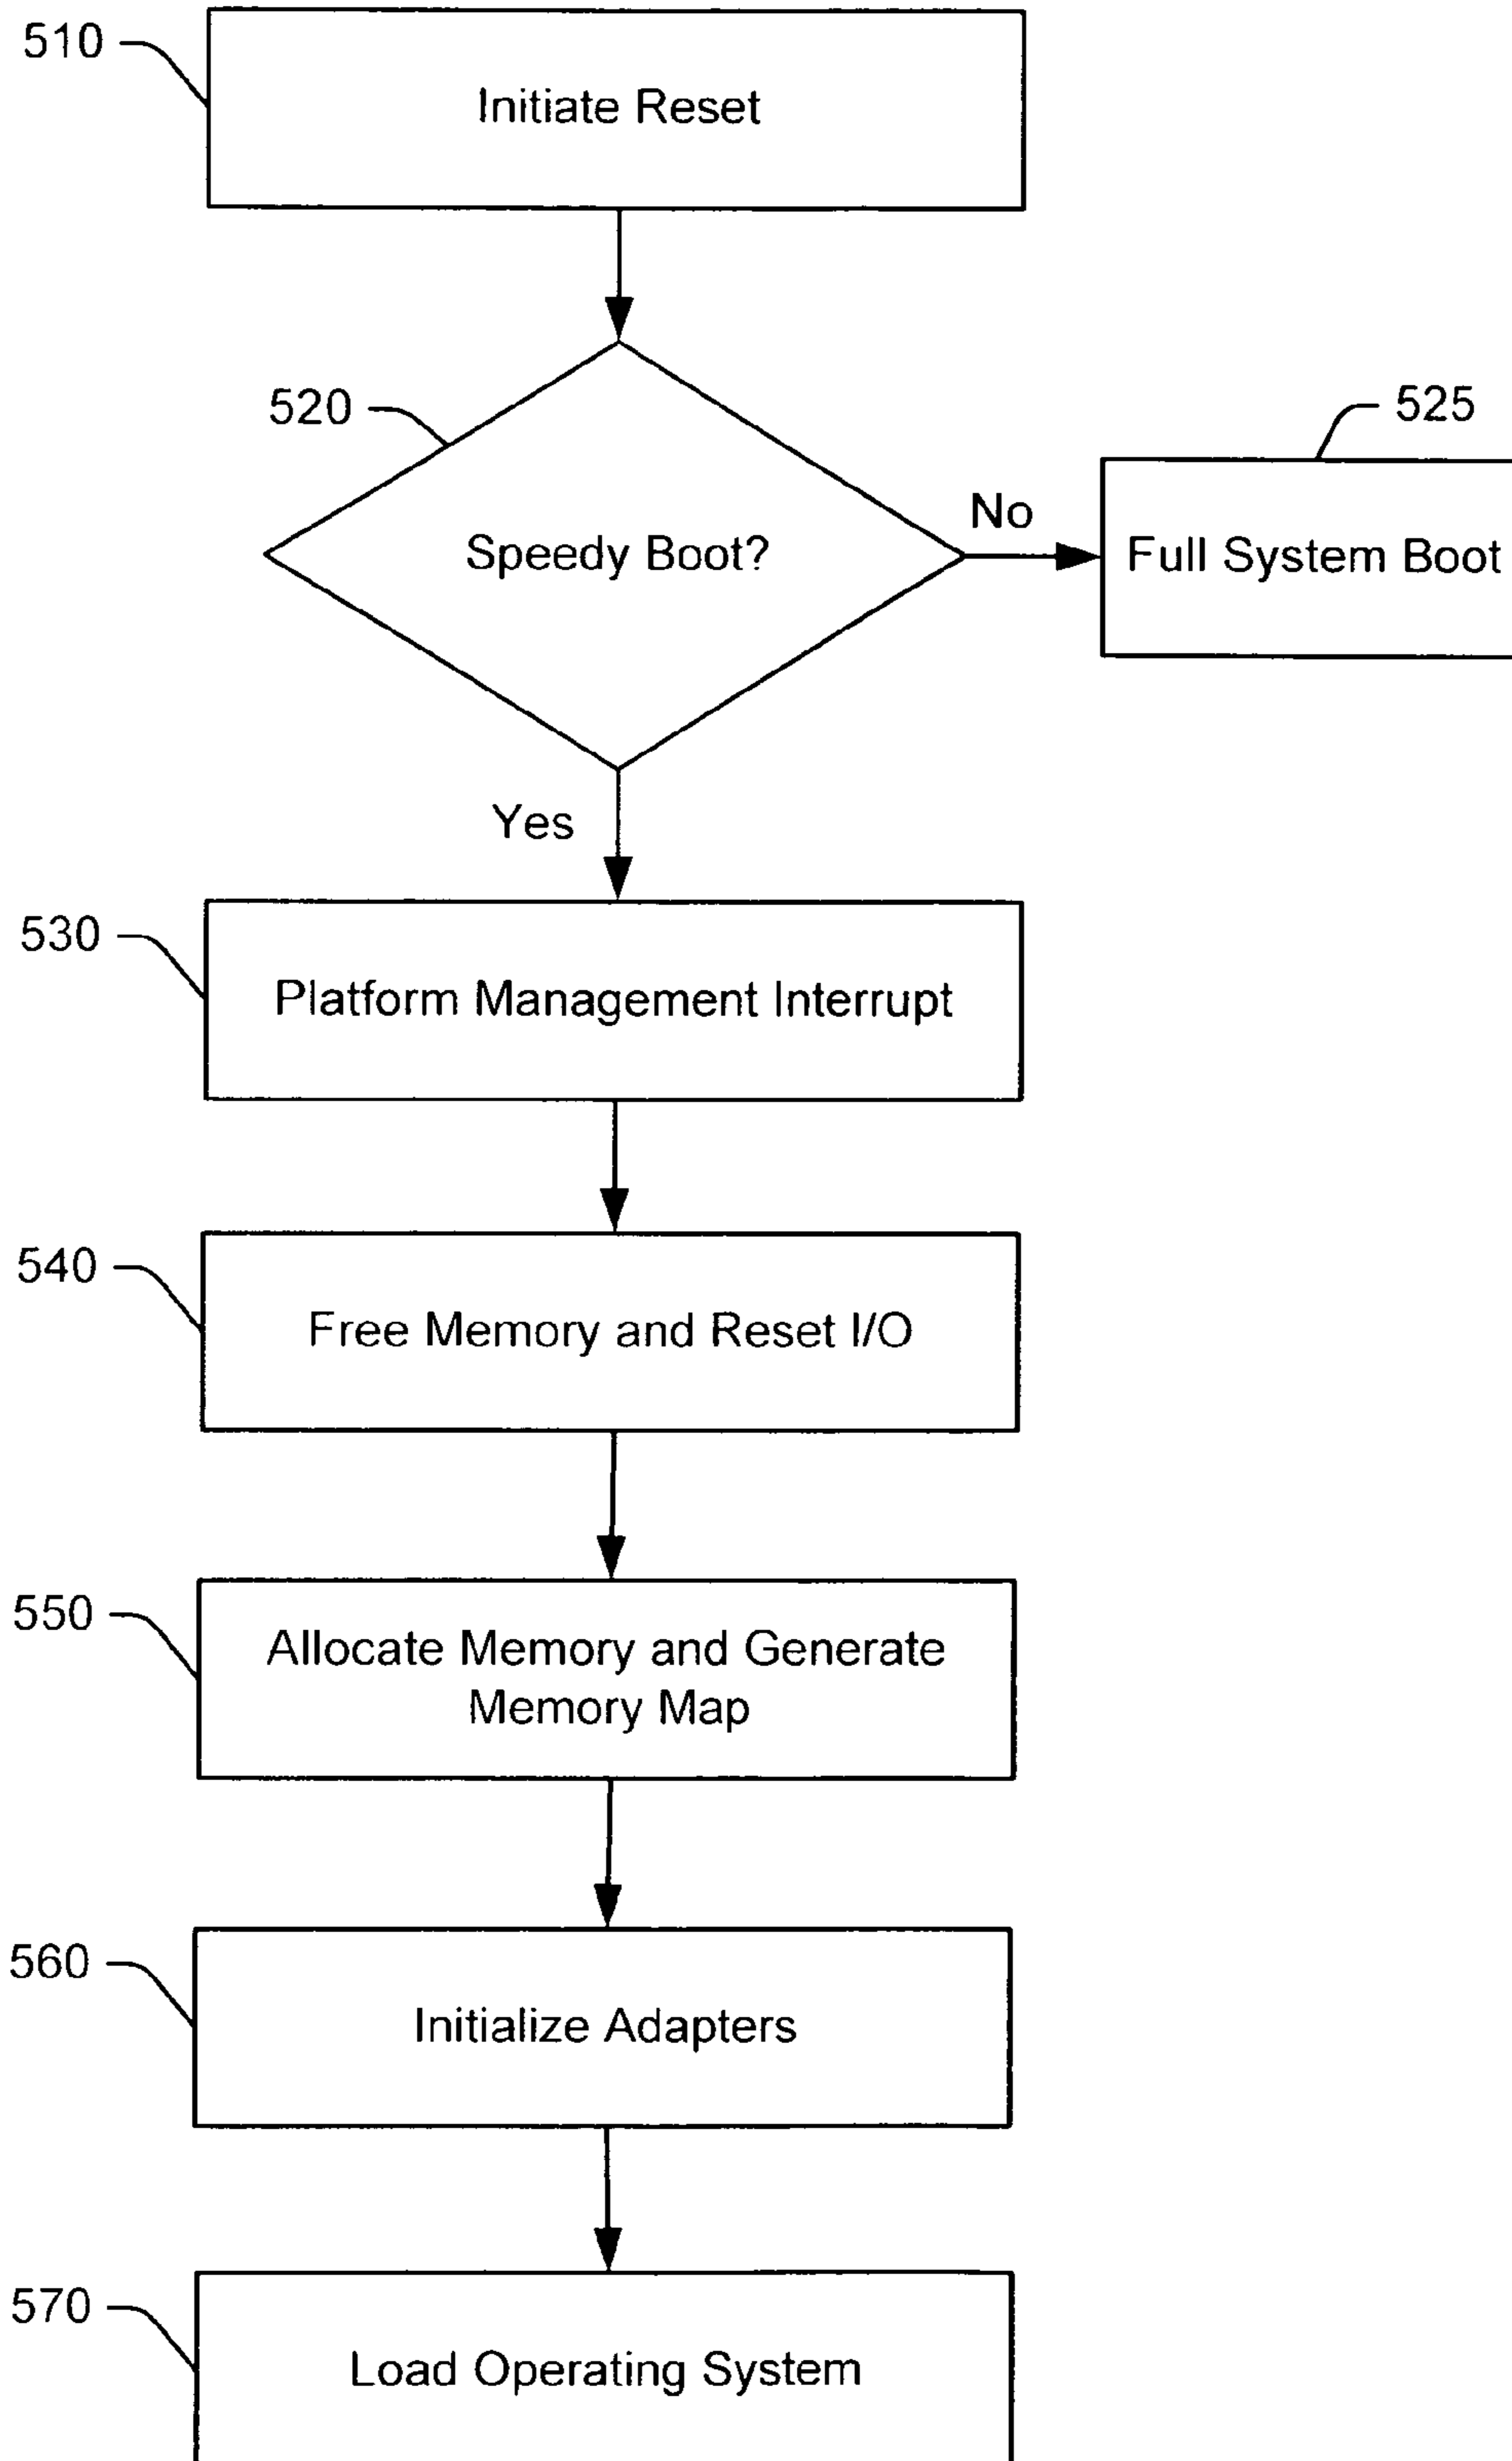 510
Initiate Reset
520
Speedy Boot?
No
525
Full System Boot
Yes
530
Platform Management Interrupt
540
Free Memory and Reset I/O
550
Allocate Memory and Generate
Memory Map
560
Initialize Adapters
570
Load Operating System